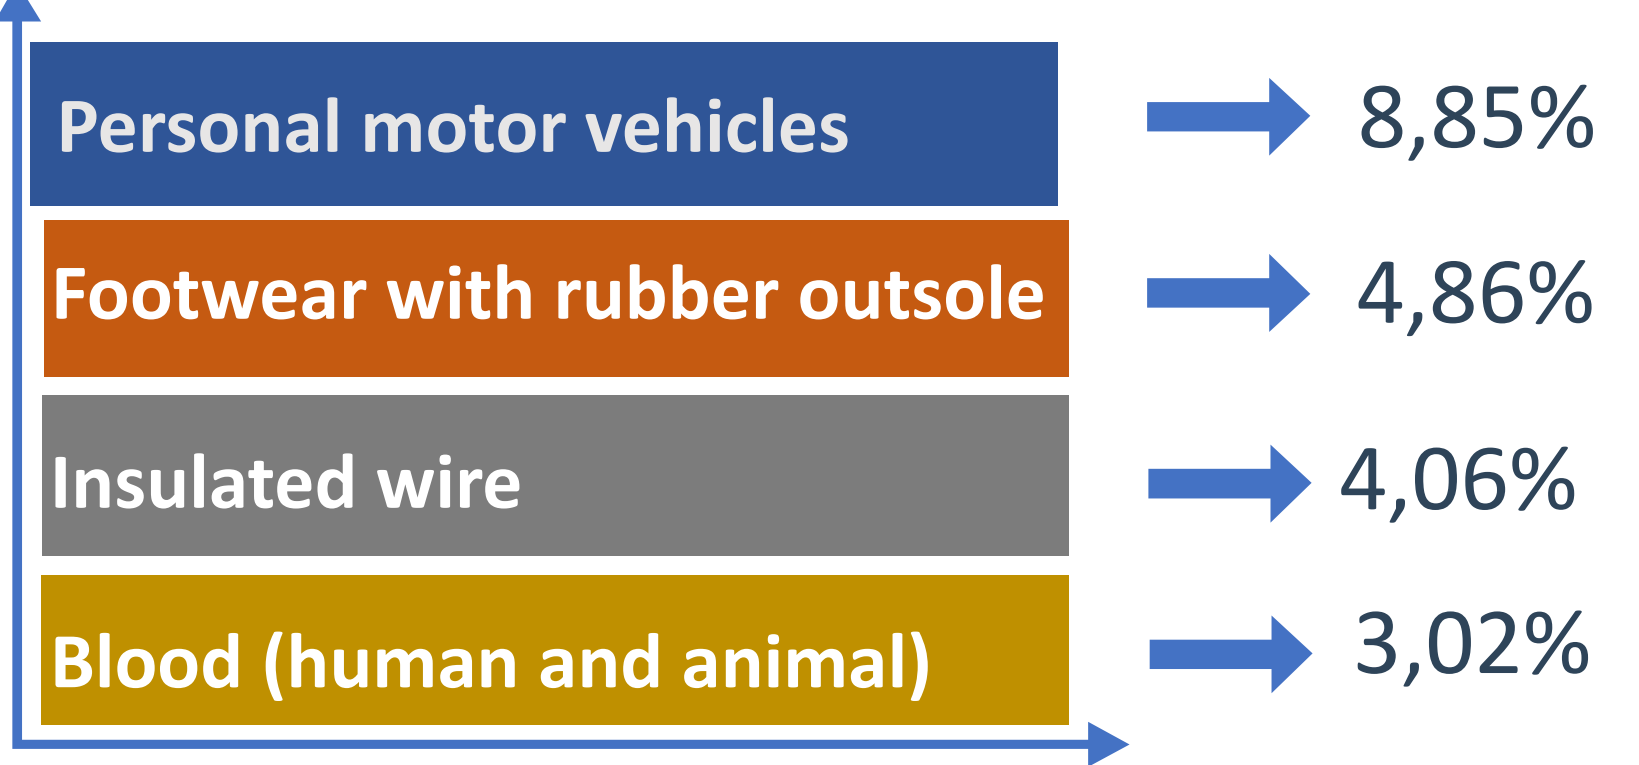 Personal motor vehicles 8,85%
Footwear with rubber outsole 4,86%
Insulated wire 4,06%
Blood (human and animal) 3,02%